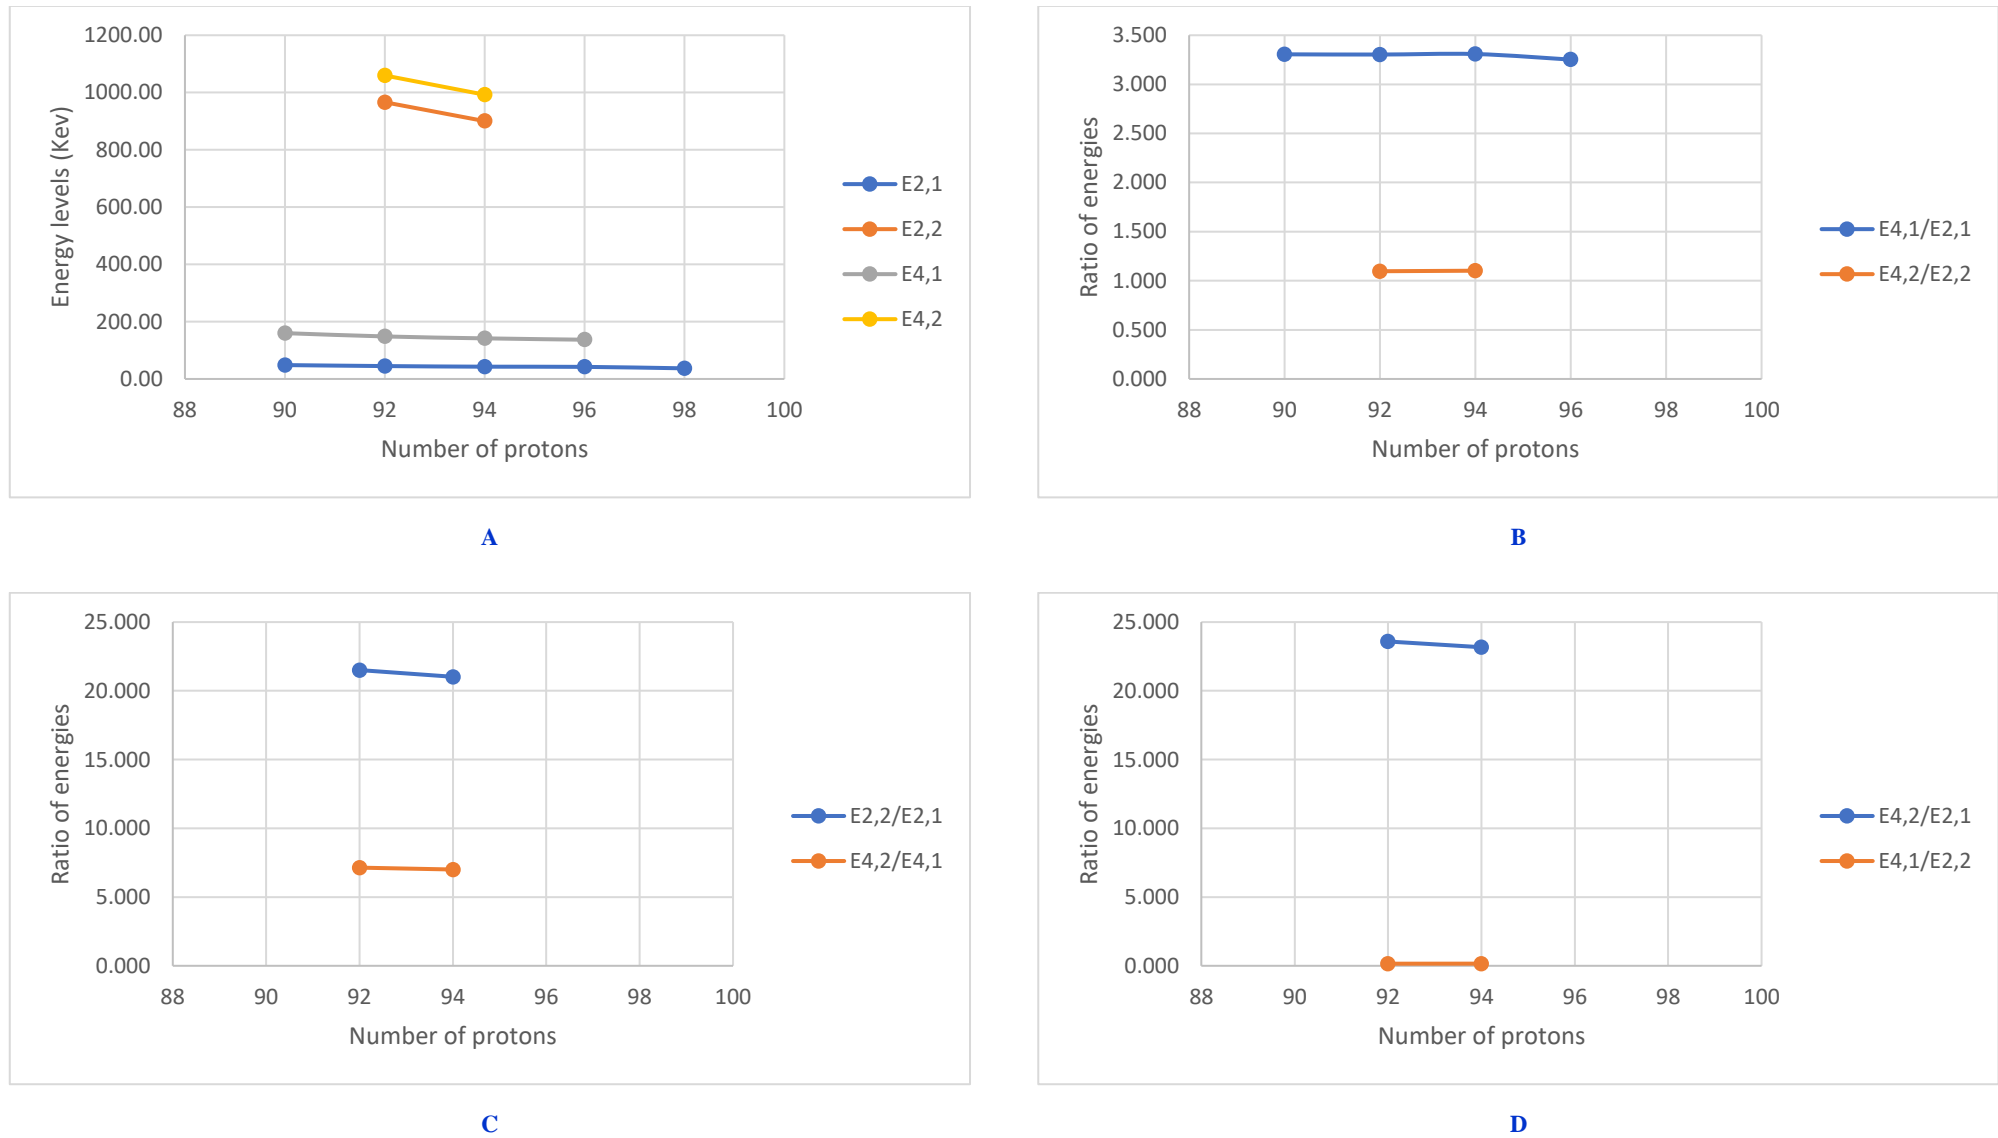 1200.00
1000.00
800.00
600.00
400.00
200.00
0.00
88 90 92 94 96 98 100
Energy levels (Kev)
Number of protons
E2,1
E2,2
E4,1
E4,2
A
3.500
3.000
2.500
2.000
1.500
1.000
0.500
0.000
88 90 92 94 96 98 100
Ratio of energies
Number of protons
E4,1/E2,1
E4,2/E2,2
B
25.000
20.000
15.000
10.000
5.000
0.000
88 90 92 94 96 98 100
Ratio of energies
Number of protons
E2,2/E2,1
E4,2/E4,1
C
25.000
20.000
15.000
10.000
5.000
0.000
88 90 92 94 96 98 100
Ratio of energies
Number of protons
E4,2/E2,1
E4,1/E2,2
D